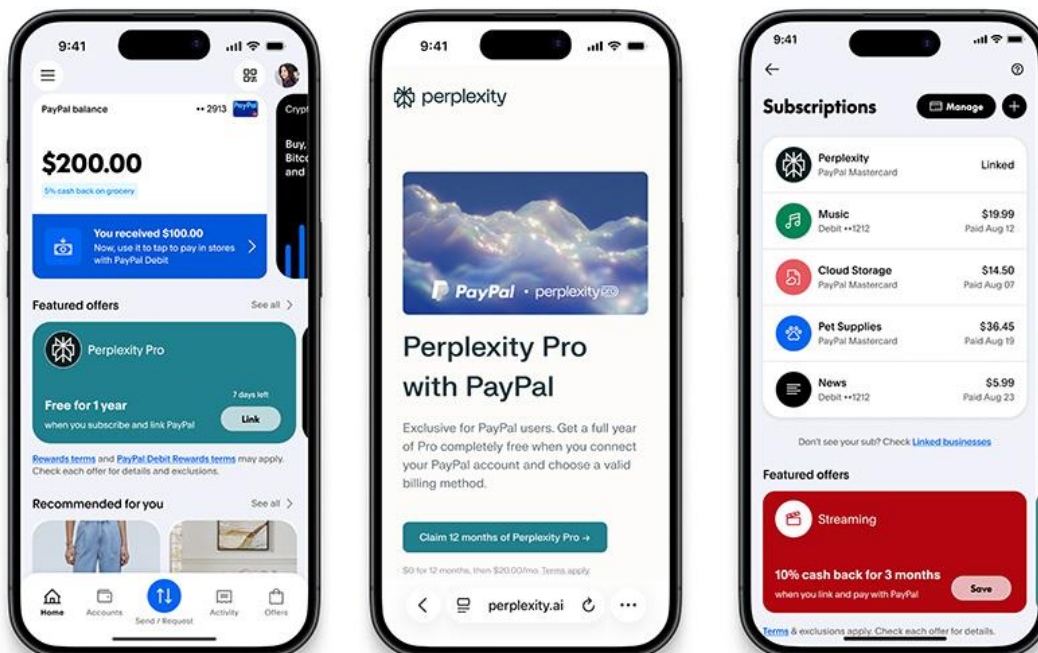 9:41
PayPal balance
•• 2913
PayPal
$200.00
5% cash back on grocery
You received $100.00
Now, use it to tap to pay in stores
with PayPal Debit
Crypt
Buy,
Bitco
and
Featured offers
See all
Perplexity Pro
7 days left
Free for 1 year
when you subscribe and link PayPal
Link
Rewards terms and PayPal Debit Rewards terms may apply.
Check each offer for details and exclusions.
Recommended for you
See all
Home
Accounts
Send / Request
Activity
Offers
9:41
perplexity
PayPal • perplexity pro
Perplexity Pro
with PayPal
Exclusive for PayPal users. Get a full year
of Pro completely free when you connect
your PayPal account and choose a valid
billing method.
Claim 12 months of Perplexity Pro →
$0 for 12 months, then $20.00/mo. Terms apply
perplexity.ai
9:41
Subscriptions
Manage
Perplexity
PayPal Mastercard
Linked
Music
$19.99
Debit ••1212
Paid Aug 12
Cloud Storage
$14.50
PayPal Mastercard
Paid Aug 07
Pet Supplies
$36.45
PayPal Mastercard
Paid Aug 19
News
$5.99
Debit ••1212
Paid Aug 23
Don't see your sub? Check Linked businesses
Featured offers
Streaming
10% cash back for 3 months
when you link and pay with PayPal
Save
Terms & exclusions apply. Check each offer for details.